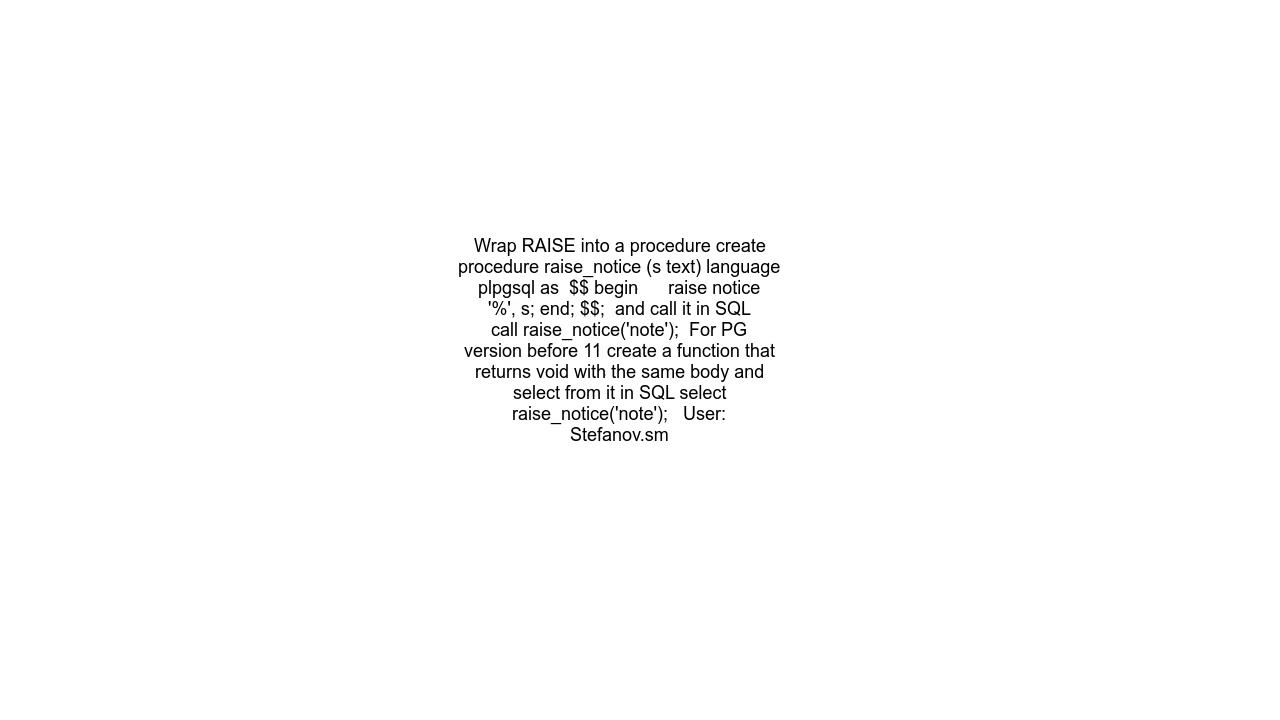 Wrap RAISE into a procedure create
procedure raise_notice (s text) language
plpgsql as  $$ begin      raise notice
'%', s; end; $$;  and call it in SQL
call raise_notice('note');  For PG
version before 11 create a function that
returns void with the same body and
select from it in SQL select
raise_notice('note');   User:
Stefanov.sm